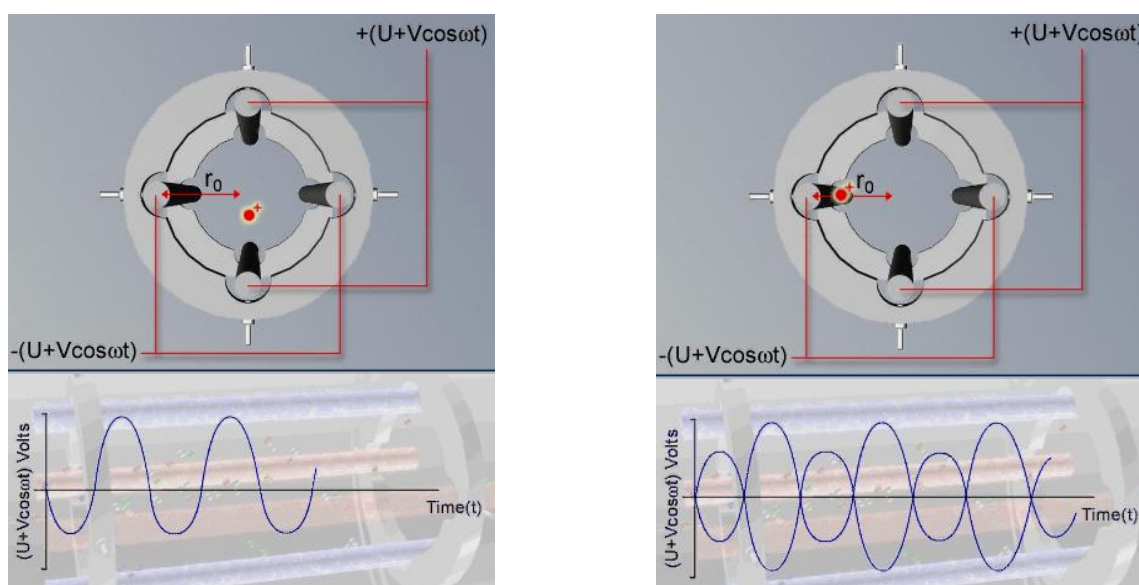 +(U+Vcosωt)
r₀
+
-(U+Vcosωt)
(U+Vcosωt) Volts
Time(t)
+(U+Vcosωt)
r₀
+
-(U+Vcosωt)
(U+Vcosωt) Volts
Time(t)